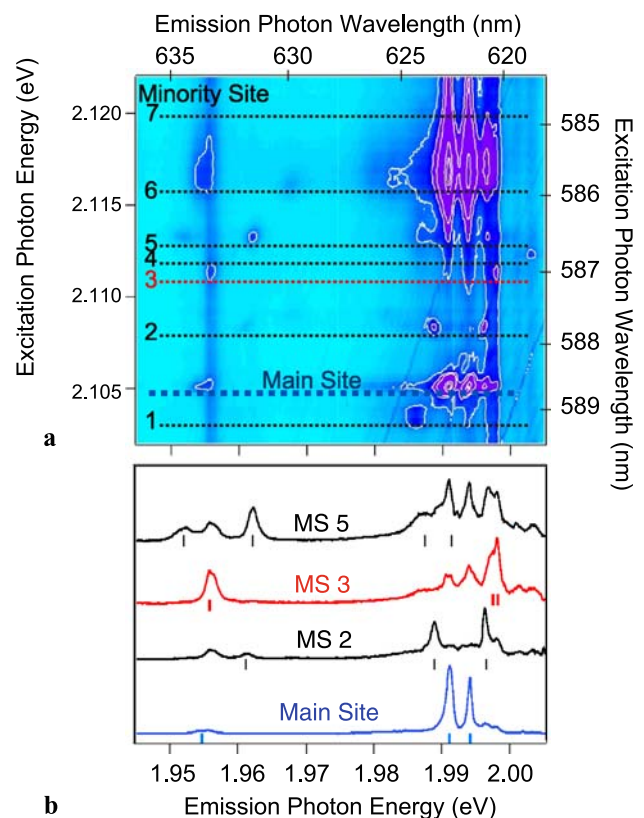 Emission Photon Wavelength (nm)
635 630 625 620
Excitation Photon Energy (eV)
2.120
2.115
2.110
2.105
Minority Site
7
6
5
4
3
2
Main Site
1
585
586
587
588
589
Excitation Photon Wavelength (nm)
a
MS 5
MS 3
MS 2
Main Site
1.95 1.96 1.97 1.98 1.99 2.00
b Emission Photon Energy (eV)